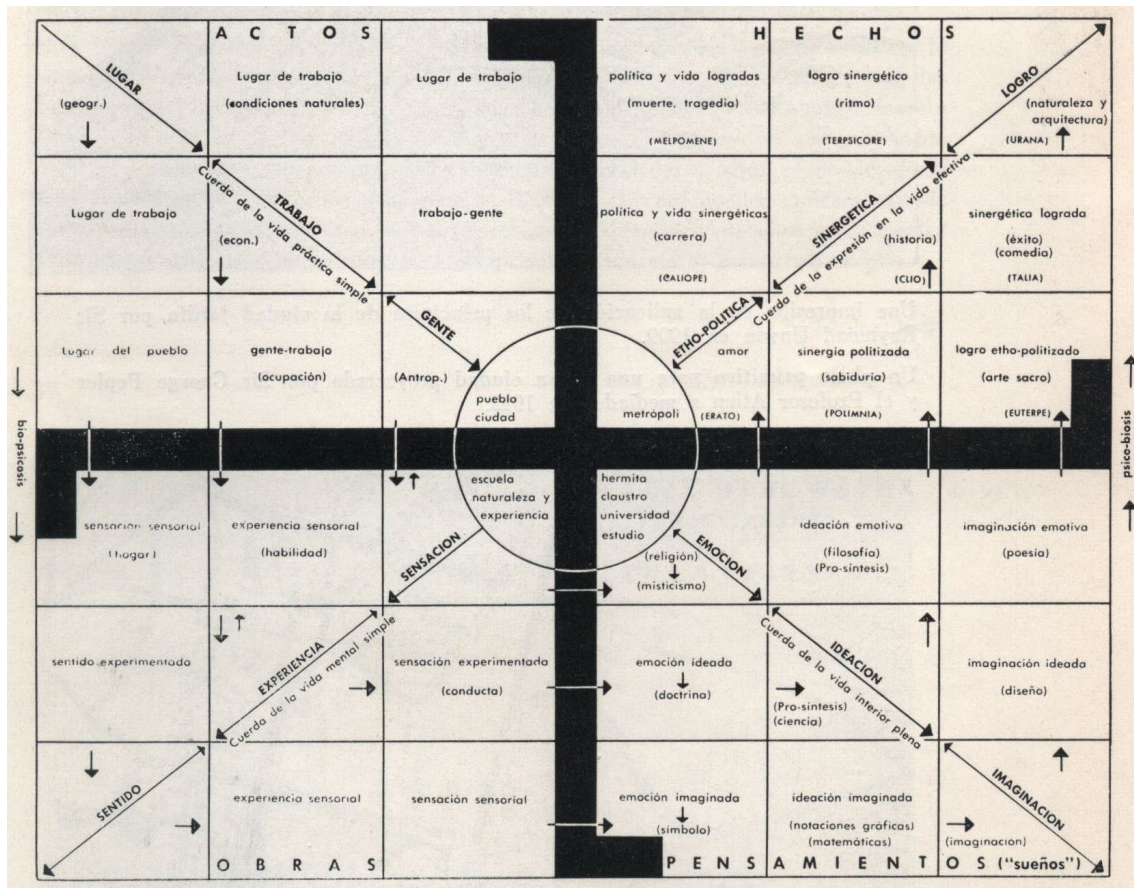 ACTOS
HECHOS
LUGAR
(geogr.)
Lugar de trabajo
(condiciones naturales)
Lugar de trabajo
política y vido logradas
(muerte, tragedia)
(MELPOMENE)
logro sinergético
(ritmo)
(TERPSICORE)
LOGRO
(naturaleza y
arquitectura)
(URANA)
Lugar de trabajo
Cuerda de la vida práctica simple
TRABAJO
(econ.)
trabajo-gente
política y vida sinergéticas
(carrera)
(CALIOPE)
SINERGETICA
Cuerda de la expresión en la vida efectiva
(historia)
(CLIO)
sinergética lograda
(éxito)
(comedia)
(TALIA)
Lugar del pueblo
gente-trabajo
(ocupación)
GENTE
(Antrop.)
pueblo
ciudad
metrópoli
ETHO-POLITICA
amor
(ERATO)
sinergia politizada
(sabiduría)
(POLIMNIA)
logro etho-politizado
(arte sacro)
(EUTERPE)
bio-psicosis
psico-biosis
sensación sensorial
(hogar)
experiencia sensorial
(habilidad)
SENSACION
escuela
naturaleza y
experiencia
hermita
claustro
universidad
estudio
(religión)
(misticismo)
EMOCION
ideación emotiva
(filosofía)
(Pro-síntesis)
imaginación emotiva
(poesía)
sentido experimentado
EXPERIENCIA
Cuerda de la vida mental simple
sensación experimentada
(conducta)
emoción ideada
(doctrina)
IDEACION
Cuerda de la vida interior plena
(Pro-síntesis)
(ciencia)
imaginación ideada
(diseño)
SENTIDO
experiencia sensorial
sensación sensorial
emoción imaginada
(símbolo)
ideación imaginada
(notaciones gráficas)
(matemáticas)
IMAGINACION
(imaginacion)
OBRAS
PENSAMIENTOS ("sueños")